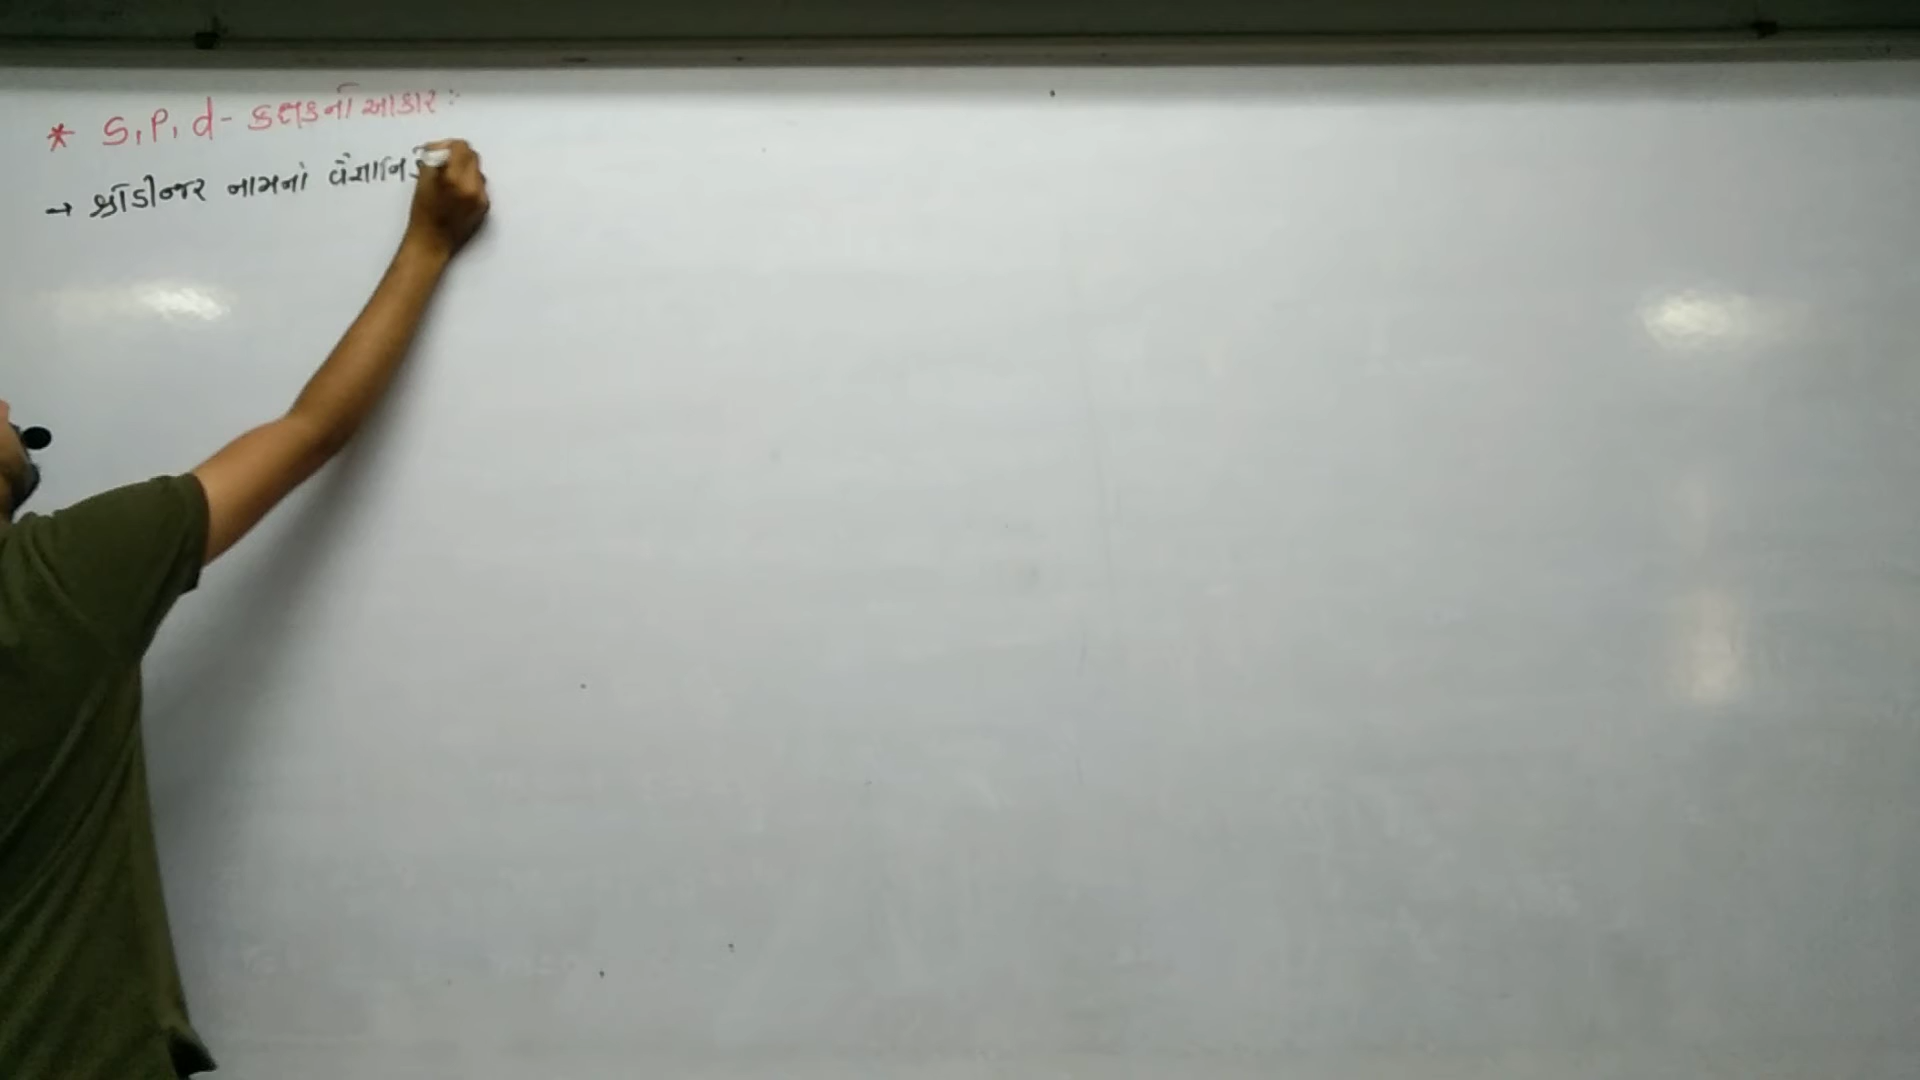 * S, P, d - કક્ષકનાં આકાર :
→ શ્રોડીન્જર નામનાં વૈજ્ઞાનિકે